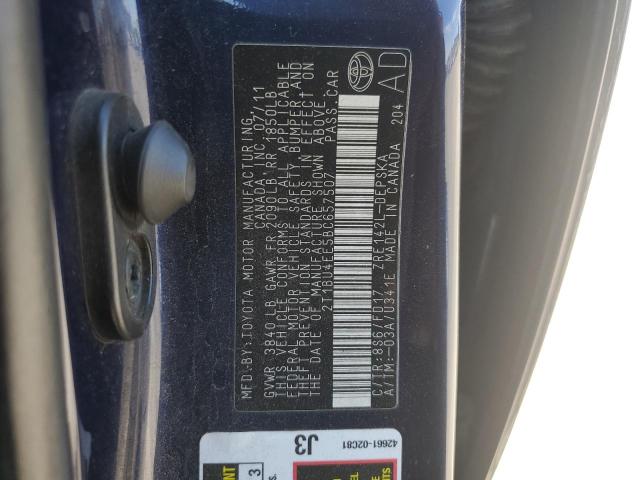 MFD.BY:TOYOTA MOTOR MANUFACTURING
CANADA, INC. 07/11
GVWR 3840 LB GAWR FR 2090LB RR 1850LB
THIS VEHICLE CONFORMS TO ALL APPLICABLE
FEDERAL MOTOR VEHICLE SAFETY, BUMPER, AND
THEFT PREVENTION STANDARDS IN EFFECT ON
THE DATE OF MANUFACTURE SHOWN ABOVE.
2T1BU4EE5BC657507 PASS.CAR
C/TR:8S6/FD17 ZRE142L-DEPSKA
A/TM:-03A/U341E MADE IN CANADA 204
AD
J3
42661-02C81
3